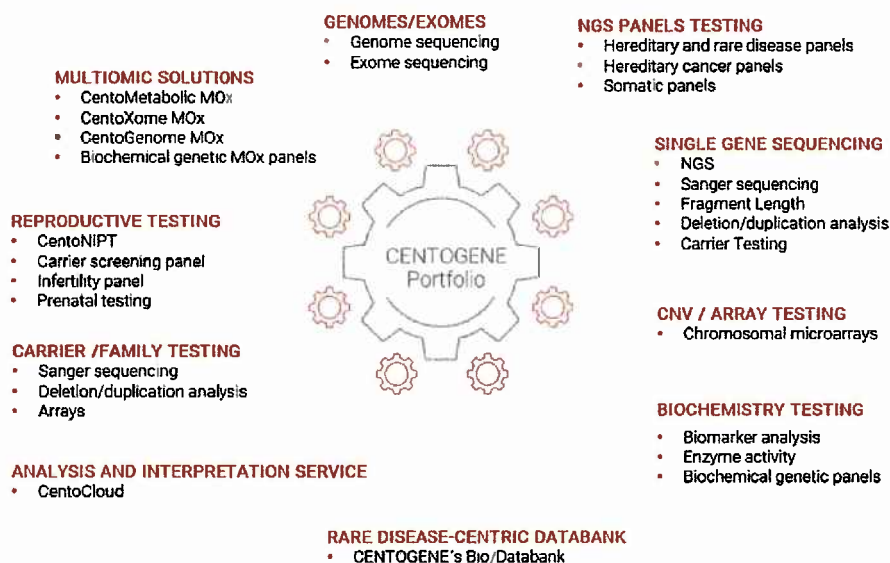 GENOMES/EXOMES
• Genome sequencing
• Exome sequencing
NGS PANELS TESTING
• Hereditary and rare disease panels
• Hereditary cancer panels
• Somatic panels
MULTIOMIC SOLUTIONS
• CentoMetabolic MOx
• CentoXome MOx
• CentoGenome MOx
• Biochemical genetic MOx panels
SINGLE GENE SEQUENCING
• NGS
• Sanger sequencing
• Fragment Length
• Deletion/duplication analysis
• Carrier Testing
REPRODUCTIVE TESTING
• CentoNIPT
• Carrier screening panel
• Infertility panel
• Prenatal testing
CENTOGENE
Portfolio
CNV / ARRAY TESTING
• Chromosomal microarrays
CARRIER /FAMILY TESTING
• Sanger sequencing
• Deletion/duplication analysis
• Arrays
BIOCHEMISTRY TESTING
• Biomarker analysis
• Enzyme activity
• Biochemical genetic panels
ANALYSIS AND INTERPRETATION SERVICE
• CentoCloud
RARE DISEASE-CENTRIC DATABANK
• CENTOGENE's Bio/Databank